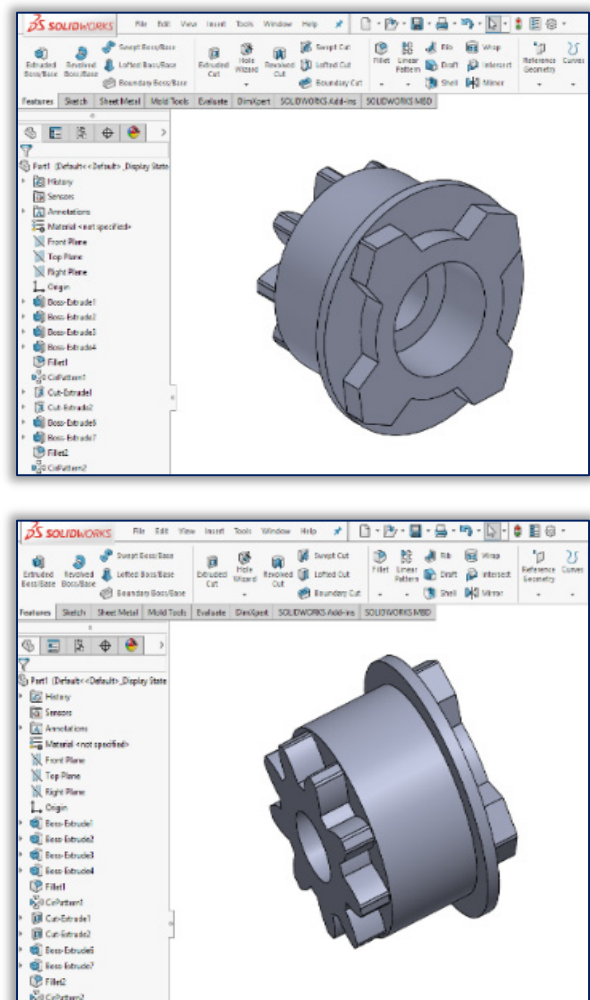 SOLIDWORKS File Edit View Insert Tools Window Help
Extruded Boss/Base
Revolved Boss/Base
Swept Boss/Base
Lofted Boss/Base
Boundary Boss/Base
Extruded Cut
Hole Wizard
Revolved Cut
Swept Cut
Lofted Cut
Boundary Cut
Fillet
Linear Pattern
Rib
Draft
Shell
Wrap
Intersect
Mirror
Reference Geometry
Curves
Features Sketch Sheet Metal Mold Tools Evaluate DimXpert SOLIDWORKS Add-Ins SOLIDWORKS MBD
Part1 (Default<<Default>_Display State
History
Sensors
Annotations
Material <not specified>
Front Plane
Top Plane
Right Plane
Origin
Boss-Extrude1
Boss-Extrude2
Boss-Extrude3
Boss-Extrude4
Fillet1
CirPattern1
Cut-Extrude1
Cut-Extrude2
Boss-Extrude6
Boss-Extrude7
Fillet2
CirPattern2
SOLIDWORKS File Edit View Insert Tools Window Help
Extruded Boss/Base
Revolved Boss/Base
Swept Boss/Base
Lofted Boss/Base
Boundary Boss/Base
Extruded Cut
Hole Wizard
Revolved Cut
Swept Cut
Lofted Cut
Boundary Cut
Fillet
Linear Pattern
Rib
Draft
Shell
Wrap
Intersect
Mirror
Reference Geometry
Curves
Features Sketch Sheet Metal Mold Tools Evaluate DimXpert SOLIDWORKS Add-Ins SOLIDWORKS MBD
Part1 (Default<<Default>_Display State
History
Sensors
Annotations
Material <not specified>
Front Plane
Top Plane
Right Plane
Origin
Boss-Extrude1
Boss-Extrude2
Boss-Extrude3
Boss-Extrude4
Fillet1
CirPattern1
Cut-Extrude1
Cut-Extrude2
Boss-Extrude6
Boss-Extrude7
Fillet2
CirPattern2